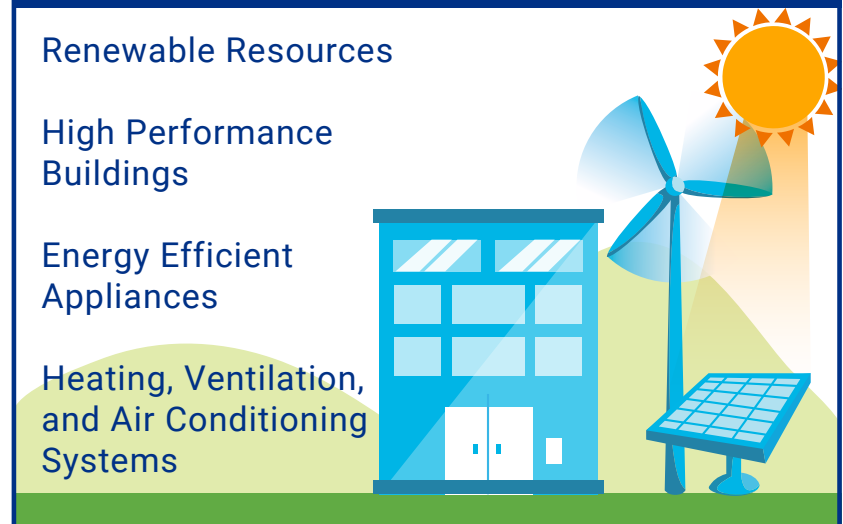 Renewable Resources
High Performance
Buildings
Energy Efficient
Appliances
Heating, Ventilation,
and Air Conditioning
Systems